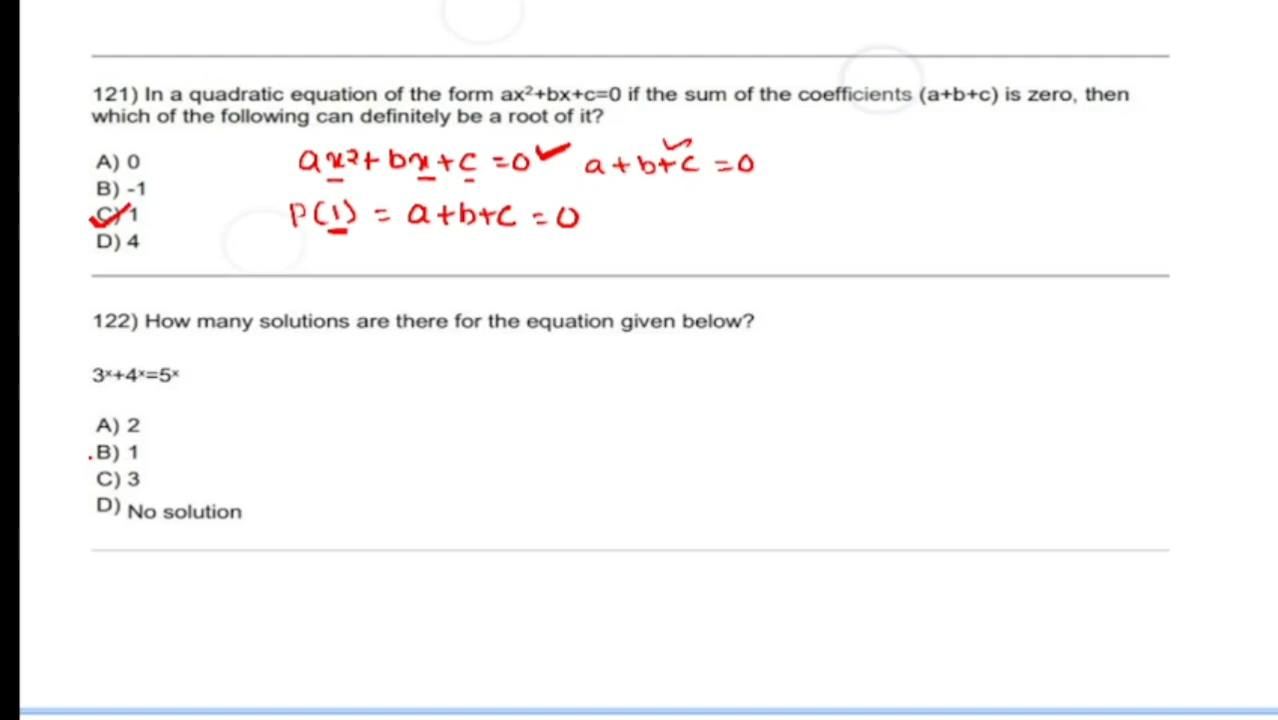 121) In a quadratic equation of the form ax²+bx+c=0 if the sum of the coefficients (a+b+c) is zero, then
which of the following can definitely be a root of it?
A) 0
ax²+bx+c =0 a+b+c =0
B) -1
C) 1
P(1) = a+b+c = 0
D) 4
122) How many solutions are there for the equation given below?
3ˣ+4ˣ=5ˣ
A) 2
B) 1
C) 3
D) No solution